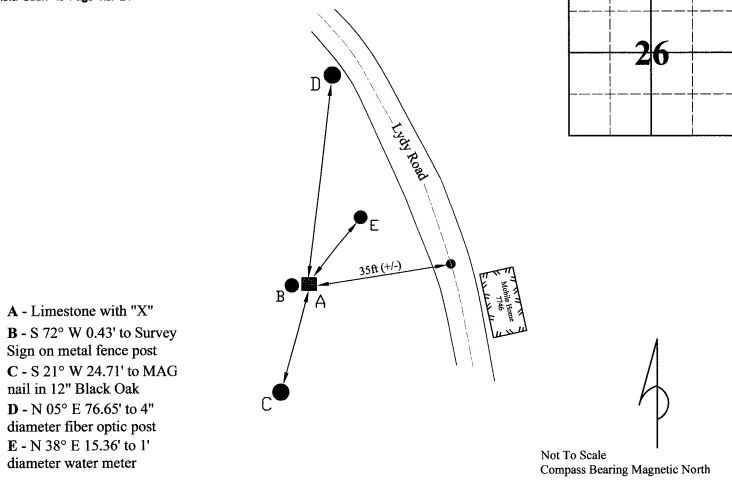 26
D
Lydy Road
E
35ft (+/-)
B
A
Mobile Home
7746
C
A - Limestone with "X"
B - S 72° W 0.43' to Survey
Sign on metal fence post
C - S 21° W 24.71' to MAG
nail in 12" Black Oak
D - N 05° E 76.65' to 4"
diameter fiber optic post
E - N 38° E 15.36' to 1'
diameter water meter
Not To Scale
Compass Bearing Magnetic North